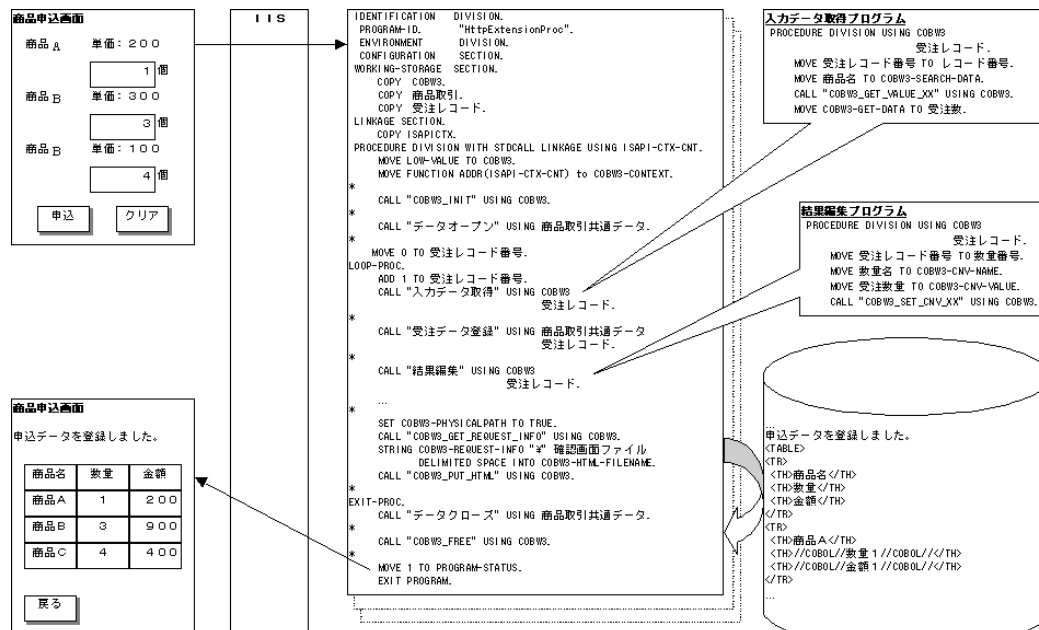 商品申込画面
商品A 単価:200
1 個
商品B 単価:300
3 個
商品B 単価:100
4 個
申込 クリア
IIS
IDENTIFICATION DIVISION.
PROGRAM-ID. "HttpExtensionProc".
ENVIRONMENT DIVISION.
CONFIGURATION SECTION.
WORKING-STORAGE SECTION.
COPY COBW3.
COPY 商品取引.
COPY 受注レコード.
LINKAGE SECTION.
COPY ISAPICTX.
PROCEDURE DIVISION WITH STDCALL LINKAGE USING ISAPI-CTX-CNT.
MOVE LOW-VALUE TO COBW3.
MOVE FUNCTION ADDR(ISAPI-CTX-CNT) to COBW3-CONTEXT.
*
CALL "COBW3_INIT" USING COBW3.
*
CALL "データオープン" USING 商品取引共通データ.
*
MOVE 0 TO 受注レコード番号.
LOOP-PROC.
ADD 1 TO 受注レコード番号.
CALL "入力データ取得" USING COBW3
受注レコード.
*
CALL "受注データ登録" USING 商品取引共通データ
受注レコード.
*
CALL "結果編集" USING COBW3
受注レコード.
...
*
SET COBW3-PHYSICALPATH TO TRUE.
CALL "COBW3_GET_REQUEST_INFO" USING COBW3.
STRING COBW3-REQUEST-INFO "¥" 確認画面ファイル
DELIMITED SPACE INTO COBW3-HTML-FILENAME.
CALL "COBW3_PUT_HTML" USING COBW3.
*
EXIT-PROC.
CALL "データクローズ" USING 商品取引共通データ.
*
CALL "COBW3_FREE" USING COBW3.
*
MOVE 1 TO PROGRAM-STATUS.
EXIT PROGRAM.
入力データ取得プログラム
PROCEDURE DIVISION USING COBW3
受注レコード.
MOVE 受注レコード番号 TO レコード番号.
MOVE 商品名 TO COBW3-SEARCH-DATA.
CALL "COBW3_GET_VALUE_XX" USING COBW3.
MOVE COBW3-GET-DATA TO 受注数.
結果編集プログラム
PROCEDURE DIVISION USING COBW3
受注レコード.
MOVE 受注レコード番号 TO 数量番号.
MOVE 数量名 TO COBW3-CNV-NAME.
MOVE 受注数量 TO COBW3-CNV-VALUE.
CALL "COBW3_SET_CNV_XX" USING COBW3.
...
申込データを登録しました。
<TABLE>
<TR>
<TH>商品名</TH>
<TH>数量</TH>
<TH>金額</TH>
</TR>
<TR>
<TH>商品A</TH>
<TH>//COBOL//数量1//COBOL//</TH>
<TH>//COBOL//金額1//COBOL//</TH>
</TR>
...
商品申込画面
申込データを登録しました。
商品名 数量 金額
商品A 1 200
商品B 3 900
商品C 4 400
戻る